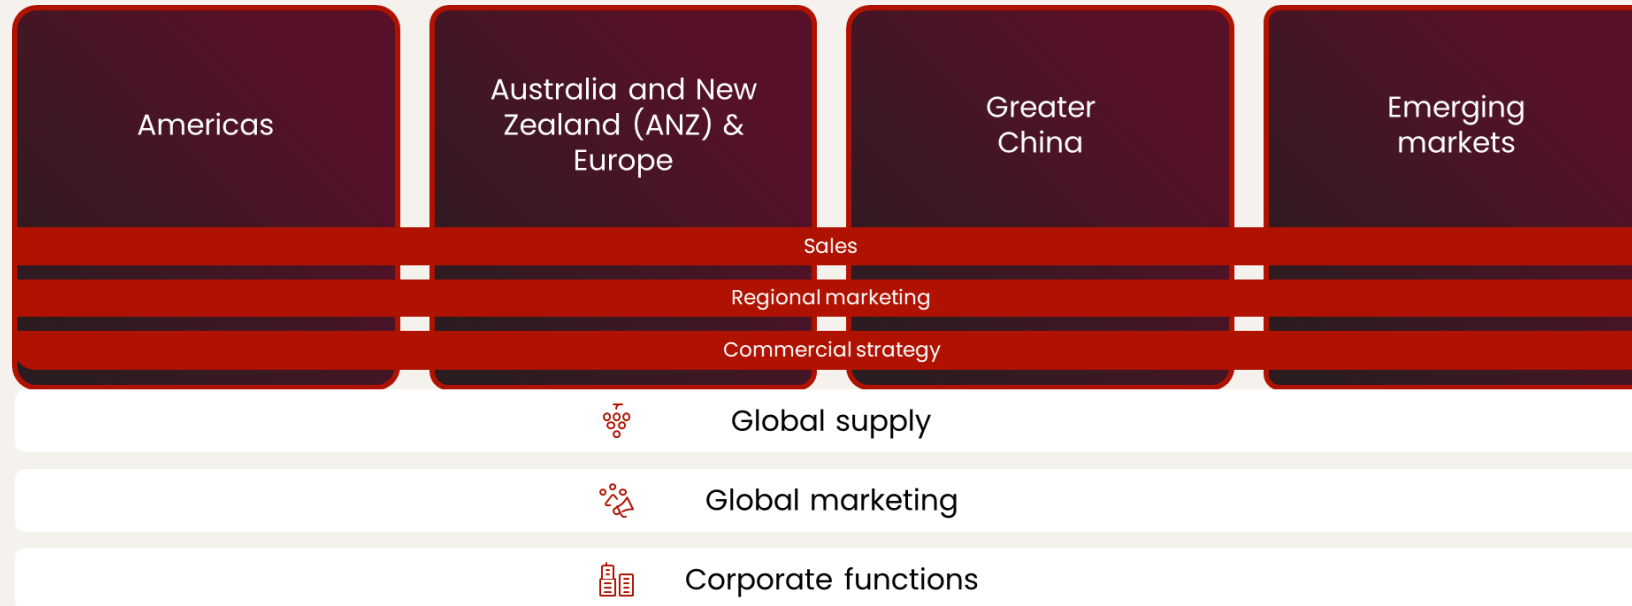 Americas
Australia and New
Zealand (ANZ) &
Europe
Greater
China
Emerging
markets
Sales
Regional marketing
Commercial strategy
Global supply
Global marketing
Corporate functions